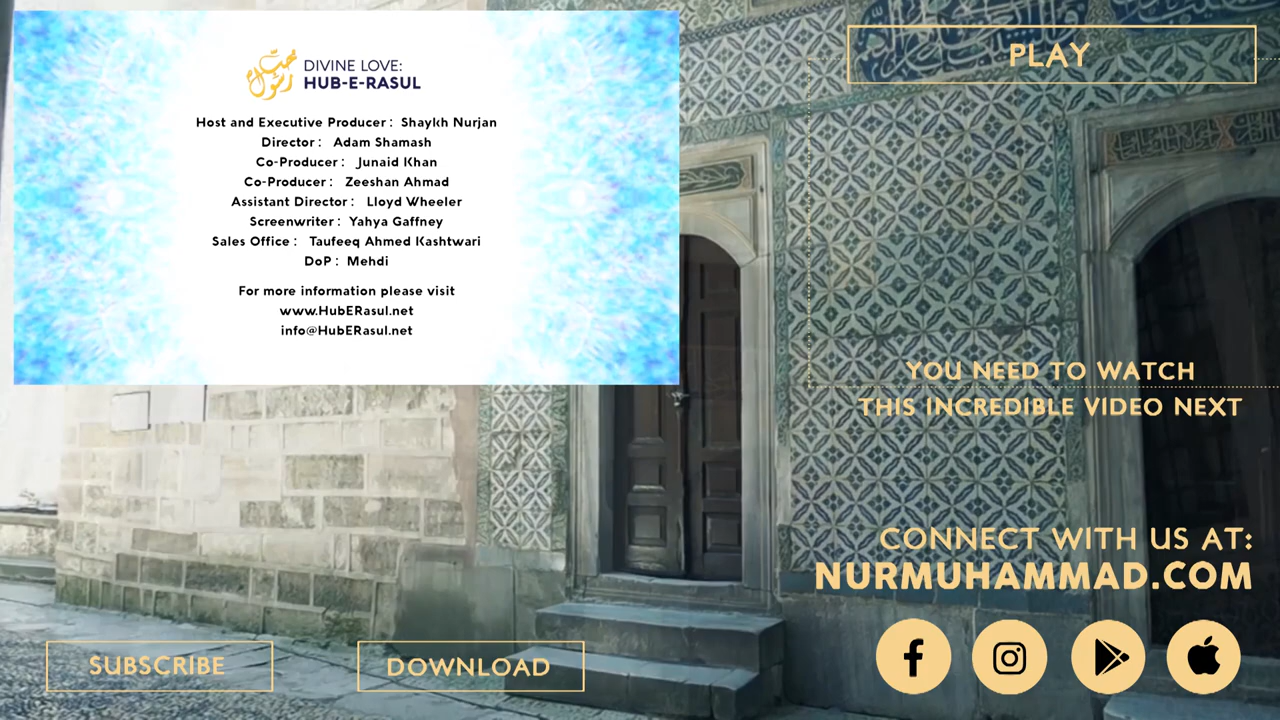 محبت
رسول
DIVINE LOVE:
HUB-E-RASUL
Host and Executive Producer : Shaykh Nurjan
Director : Adam Shamash
Co-Producer : Junaid Khan
Co-Producer : Zeeshan Ahmad
Assistant Director : Lloyd Wheeler
Screenwriter : Yahya Gaffney
Sales Office : Taufeeq Ahmed Kashtwari
DoP : Mehdi
For more information please visit
www.HubERasul.net
info@HubERasul.net
PLAY
YOU NEED TO WATCH
THIS INCREDIBLE VIDEO NEXT
CONNECT WITH US AT:
NURMUHAMMAD.COM
SUBSCRIBE
DOWNLOAD